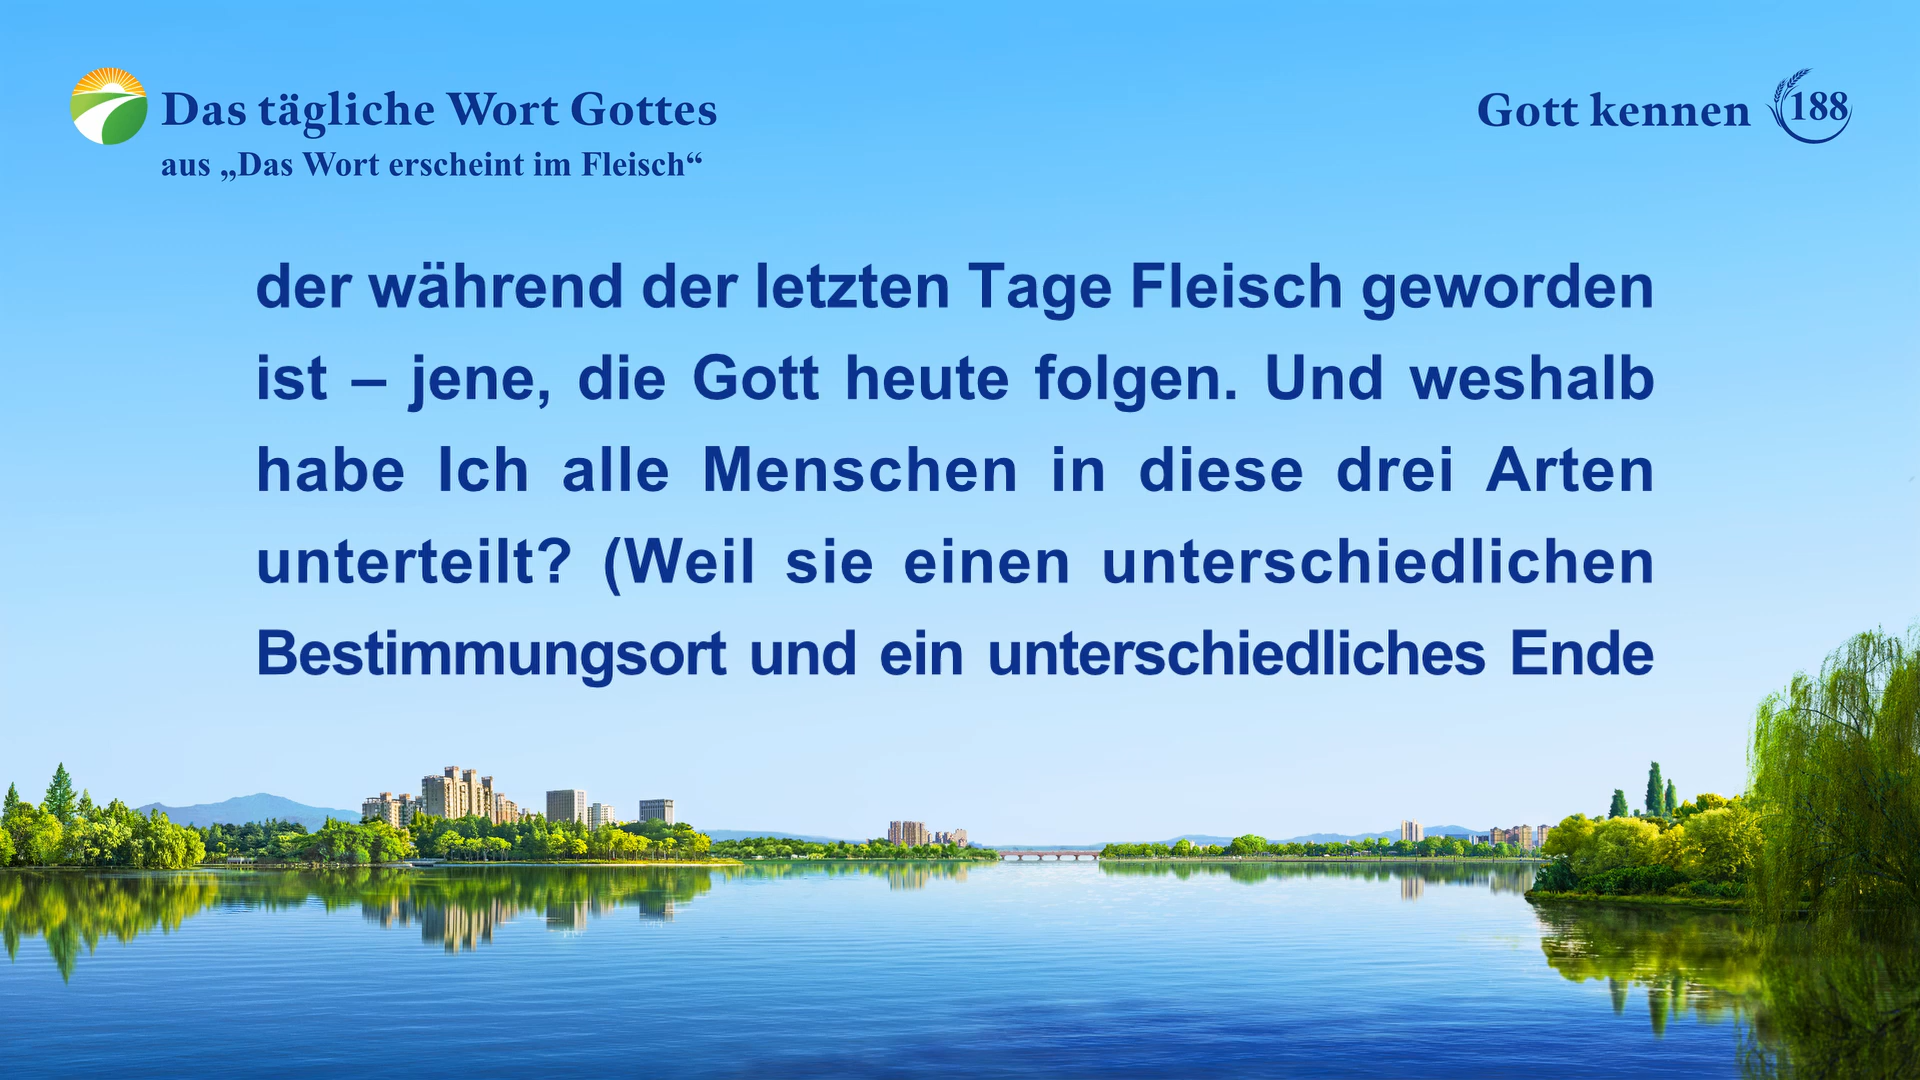 Das tägliche Wort Gottes
aus „Das Wort erscheint im Fleisch“
Gott kennen 188
der während der letzten Tage Fleisch geworden
ist – jene, die Gott heute folgen. Und weshalb
habe Ich alle Menschen in diese drei Arten
unterteilt? (Weil sie einen unterschiedlichen
Bestimmungsort und ein unterschiedliches Ende